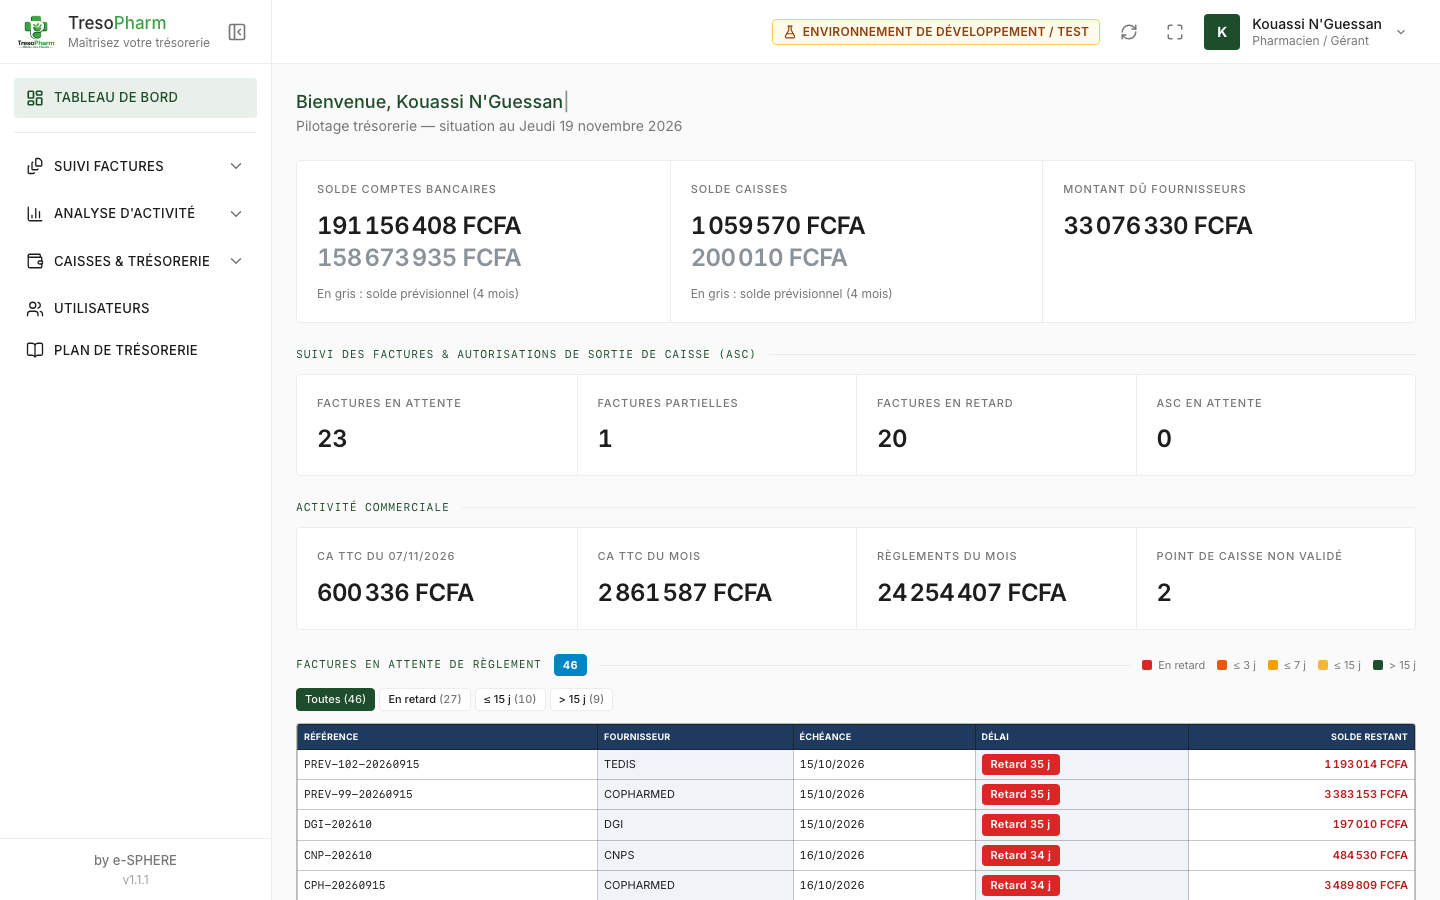 TresoPharm
Maîtrisez votre trésorerie
ENVIRONNEMENT DE DÉVELOPPEMENT / TEST
K
Kouassi N'Guessan
Pharmacien / Gérant
TABLEAU DE BORD
SUIVI FACTURES
ANALYSE D'ACTIVITÉ
CAISSES & TRÉSORERIE
UTILISATEURS
PLAN DE TRÉSORERIE
by e-SPHERE
v1.1.1
Bienvenue, Kouassi N'Guessan
Pilotage trésorerie — situation au Jeudi 19 novembre 2026
SOLDE COMPTES BANCAIRES
191 156 408 FCFA
158 673 935 FCFA
En gris : solde prévisionnel (4 mois)
SOLDE CAISSES
1 059 570 FCFA
200 010 FCFA
En gris : solde prévisionnel (4 mois)
MONTANT DÛ FOURNISSEURS
33 076 330 FCFA
SUIVI DES FACTURES & AUTORISATIONS DE SORTIE DE CAISSE (ASC)
FACTURES EN ATTENTE
23
FACTURES PARTIELLES
1
FACTURES EN RETARD
20
ASC EN ATTENTE
0
ACTIVITÉ COMMERCIALE
CA TTC DU 07/11/2026
600 336 FCFA
CA TTC DU MOIS
2 861 587 FCFA
RÈGLEMENTS DU MOIS
24 254 407 FCFA
POINT DE CAISSE NON VALIDÉ
2
FACTURES EN ATTENTE DE RÈGLEMENT 46
En retard ≤ 3 j ≤ 7 j ≤ 15 j > 15 j
Toutes (46) En retard (27) ≤ 15 j (10) > 15 j (9)
RÉFÉRENCE FOURNISSEUR ÉCHÉANCE DÉLAI SOLDE RESTANT
PREV-102-20260915 TEDIS 15/10/2026 Retard 35 j 1 193 014 FCFA
PREV-99-20260915 COPHARMED 15/10/2026 Retard 35 j 3 383 153 FCFA
DGI-202610 DGI 15/10/2026 Retard 35 j 197 010 FCFA
CNP-202610 CNPS 16/10/2026 Retard 34 j 484 530 FCFA
CPH-20260915 COPHARMED 16/10/2026 Retard 34 j 3 489 809 FCFA